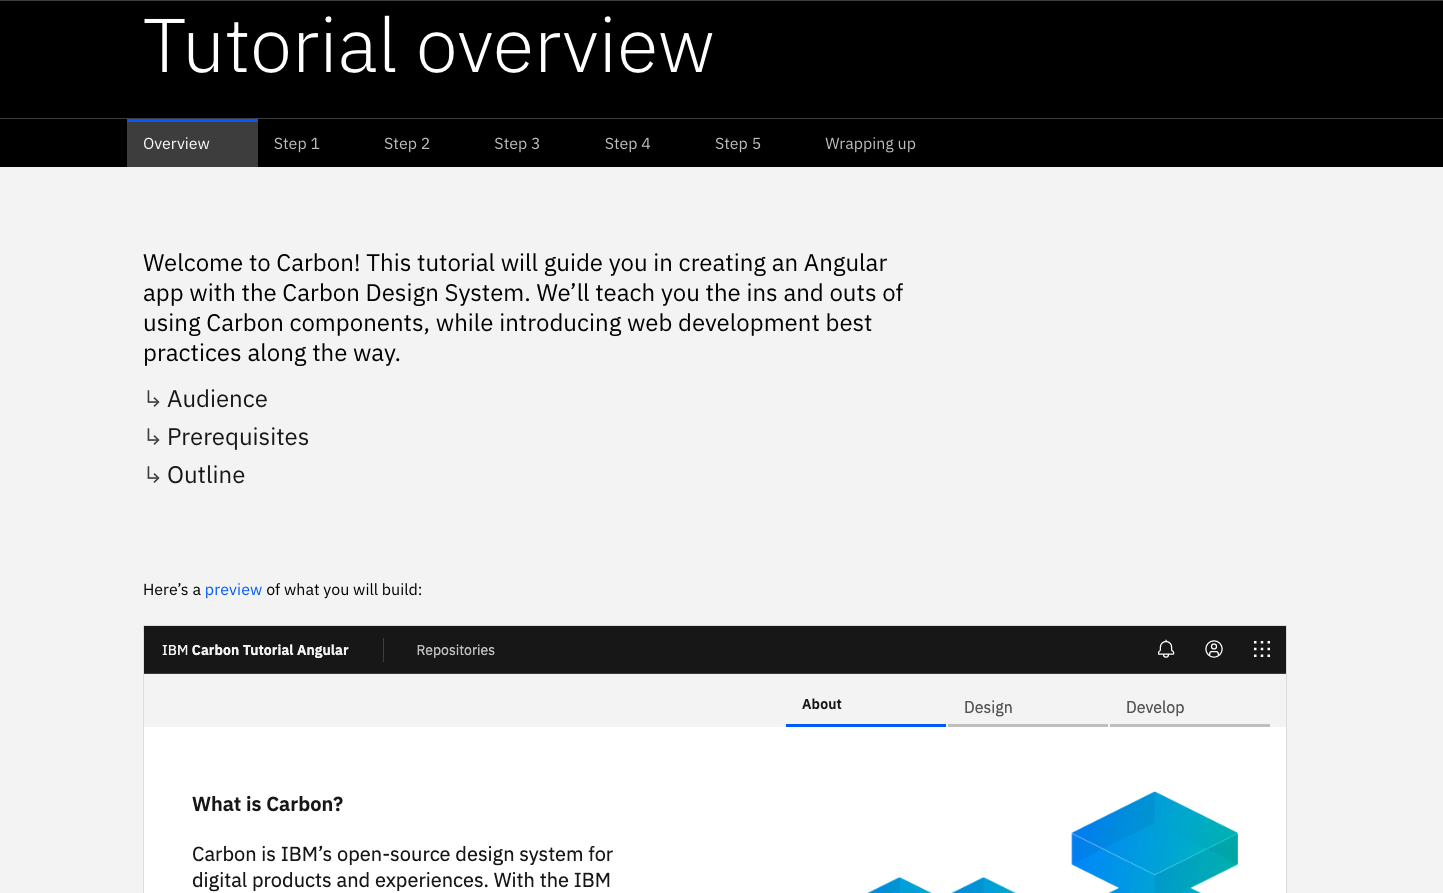 Tutorial overview
Overview Step 1 Step 2 Step 3 Step 4 Step 5 Wrapping up
Welcome to Carbon! This tutorial will guide you in creating an Angular
app with the Carbon Design System. We’ll teach you the ins and outs of
using Carbon components, while introducing web development best
practices along the way.
↳ Audience
↳ Prerequisites
↳ Outline
Here’s a preview of what you will build:
IBM Carbon Tutorial Angular Repositories
About Design Develop
What is Carbon?
Carbon is IBM’s open-source design system for
digital products and experiences. With the IBM